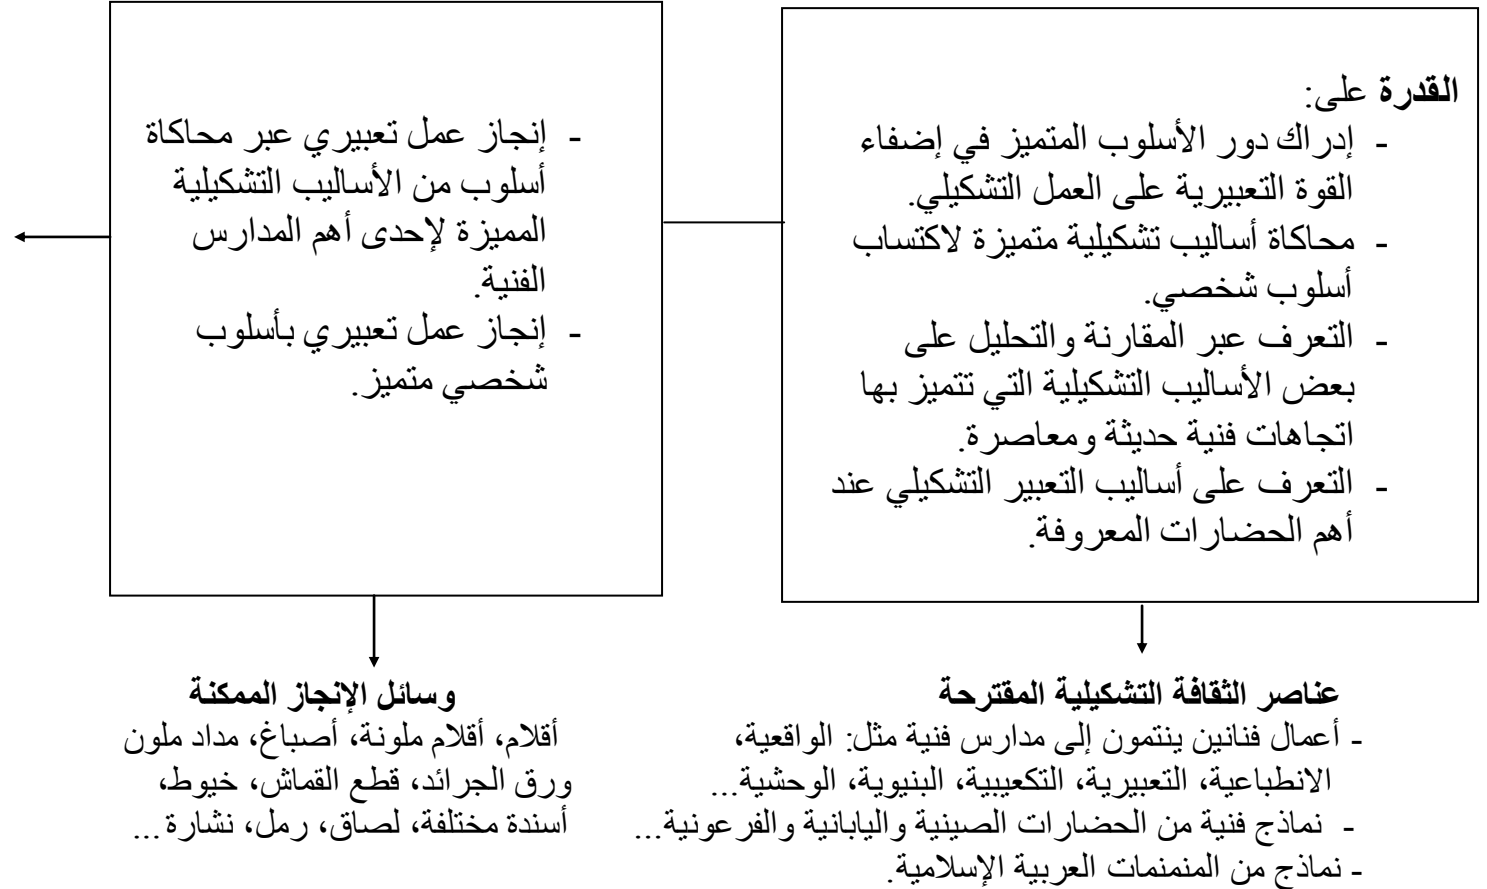 القدرة على:
- إدراك دور الأسلوب المتميز في إضفاء
القوة التعبيرية على العمل التشكيلي.
- محاكاة أساليب تشكيلية متميزة لاكتساب
أسلوب شخصي.
- التعرف عبر المقارنة والتحليل على
بعض الأساليب التشكيلية التي تتميز بها
اتجاهات فنية حديثة ومعاصرة.
- التعرف على أساليب التعبير التشكيلي عند
أهم الحضارات المعروفة.
- إنجاز عمل تعبيري عبر محاكاة
أسلوب من الأساليب التشكيلية
المميزة لإحدى أهم المدارس
الفنية.
- إنجاز عمل تعبيري بأسلوب
شخصي متميز.
عناصر الثقافة التشكيلية المقترحة
- أعمال فنانين ينتمون إلى مدارس فنية مثل: الواقعية،
الانطباعية، التعبيرية، التكعيبية، البنيوية، الوحشية...
- نماذج فنية من الحضارات الصينية واليابانية والفرعونية...
- نماذج من المنمنمات العربية الإسلامية.
وسائل الإنجاز الممكنة
أقلام، أقلام ملونة، أصباغ، مداد ملون
ورق الجرائد، قطع القماش، خيوط،
أسندة مختلفة، لصاق، رمل، نشارة...